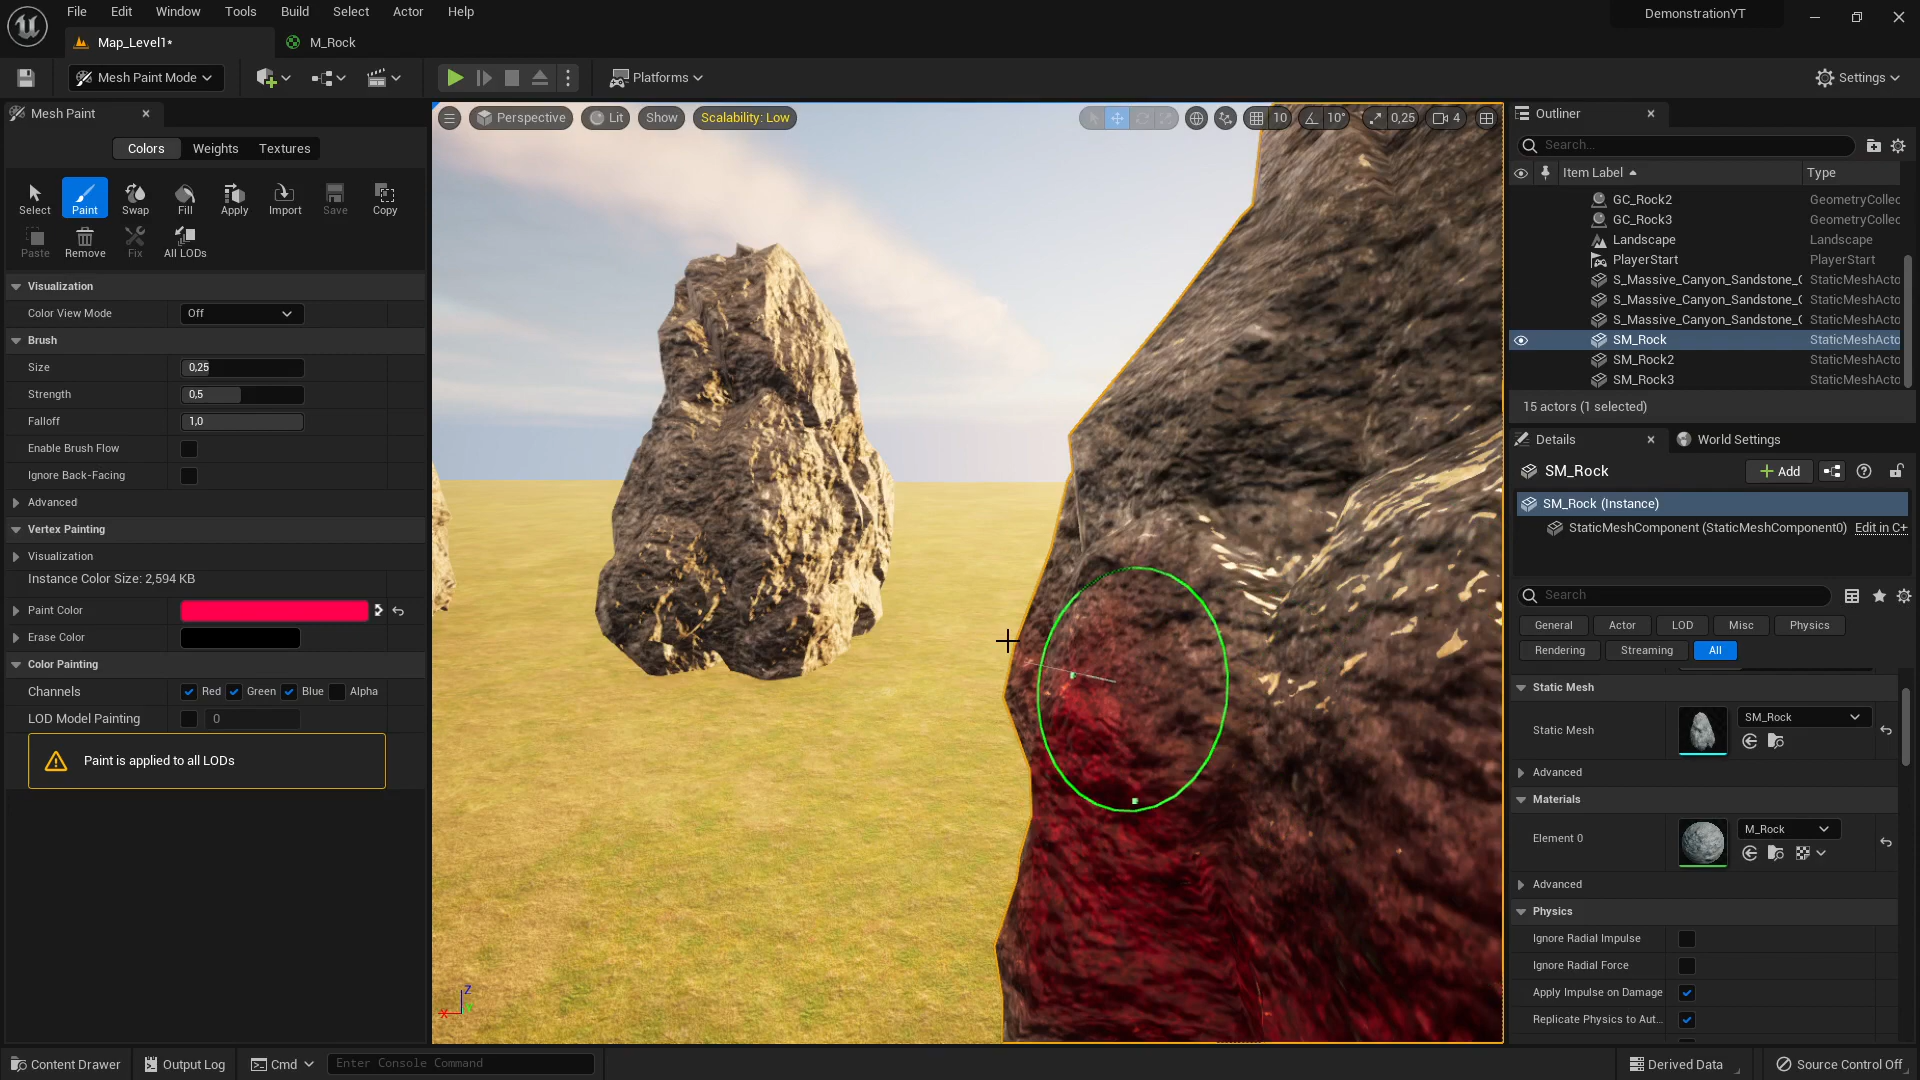 File Edit Window Tools Build Select Actor Help
DemonstrationYT
Map_Level1*
M_Rock
Mesh Paint Mode
Platforms
Settings
Mesh Paint
Colors Weights Textures
Select Paint Swap Fill Apply Import Save Copy
Paste Remove Fix All LODs
Visualization
Color View Mode Off
Brush
Size 0,25
Strength 0,5
Falloff 1,0
Enable Brush Flow
Ignore Back-Facing
Advanced
Vertex Painting
Visualization
Instance Color Size: 2,594 KB
Paint Color
Erase Color
Color Painting
Channels Red Green Blue Alpha
LOD Model Painting 0
Paint is applied to all LODs
Perspective Lit Show Scalability: Low
10 10° 0,25 4
Z
X
Outliner
Search...
Item Label Type
GC_Rock2 GeometryCollec
GC_Rock3 GeometryCollec
Landscape Landscape
PlayerStart PlayerStart
S_Massive_Canyon_Sandstone_( StaticMeshActo
S_Massive_Canyon_Sandstone_( StaticMeshActo
S_Massive_Canyon_Sandstone_( StaticMeshActo
SM_Rock StaticMeshActo
SM_Rock2 StaticMeshActo
SM_Rock3 StaticMeshActo
15 actors (1 selected)
Details
World Settings
SM_Rock
Add
SM_Rock (Instance)
StaticMeshComponent (StaticMeshComponent0) Edit in C+
Search
General Actor LOD Misc Physics
Rendering Streaming All
Static Mesh
Static Mesh SM_Rock
Advanced
Materials
Element 0 M_Rock
Advanced
Physics
Ignore Radial Impulse
Ignore Radial Force
Apply Impulse on Damage
Replicate Physics to Aut...
Content Drawer Output Log Cmd Enter Console Command
Derived Data Source Control Off